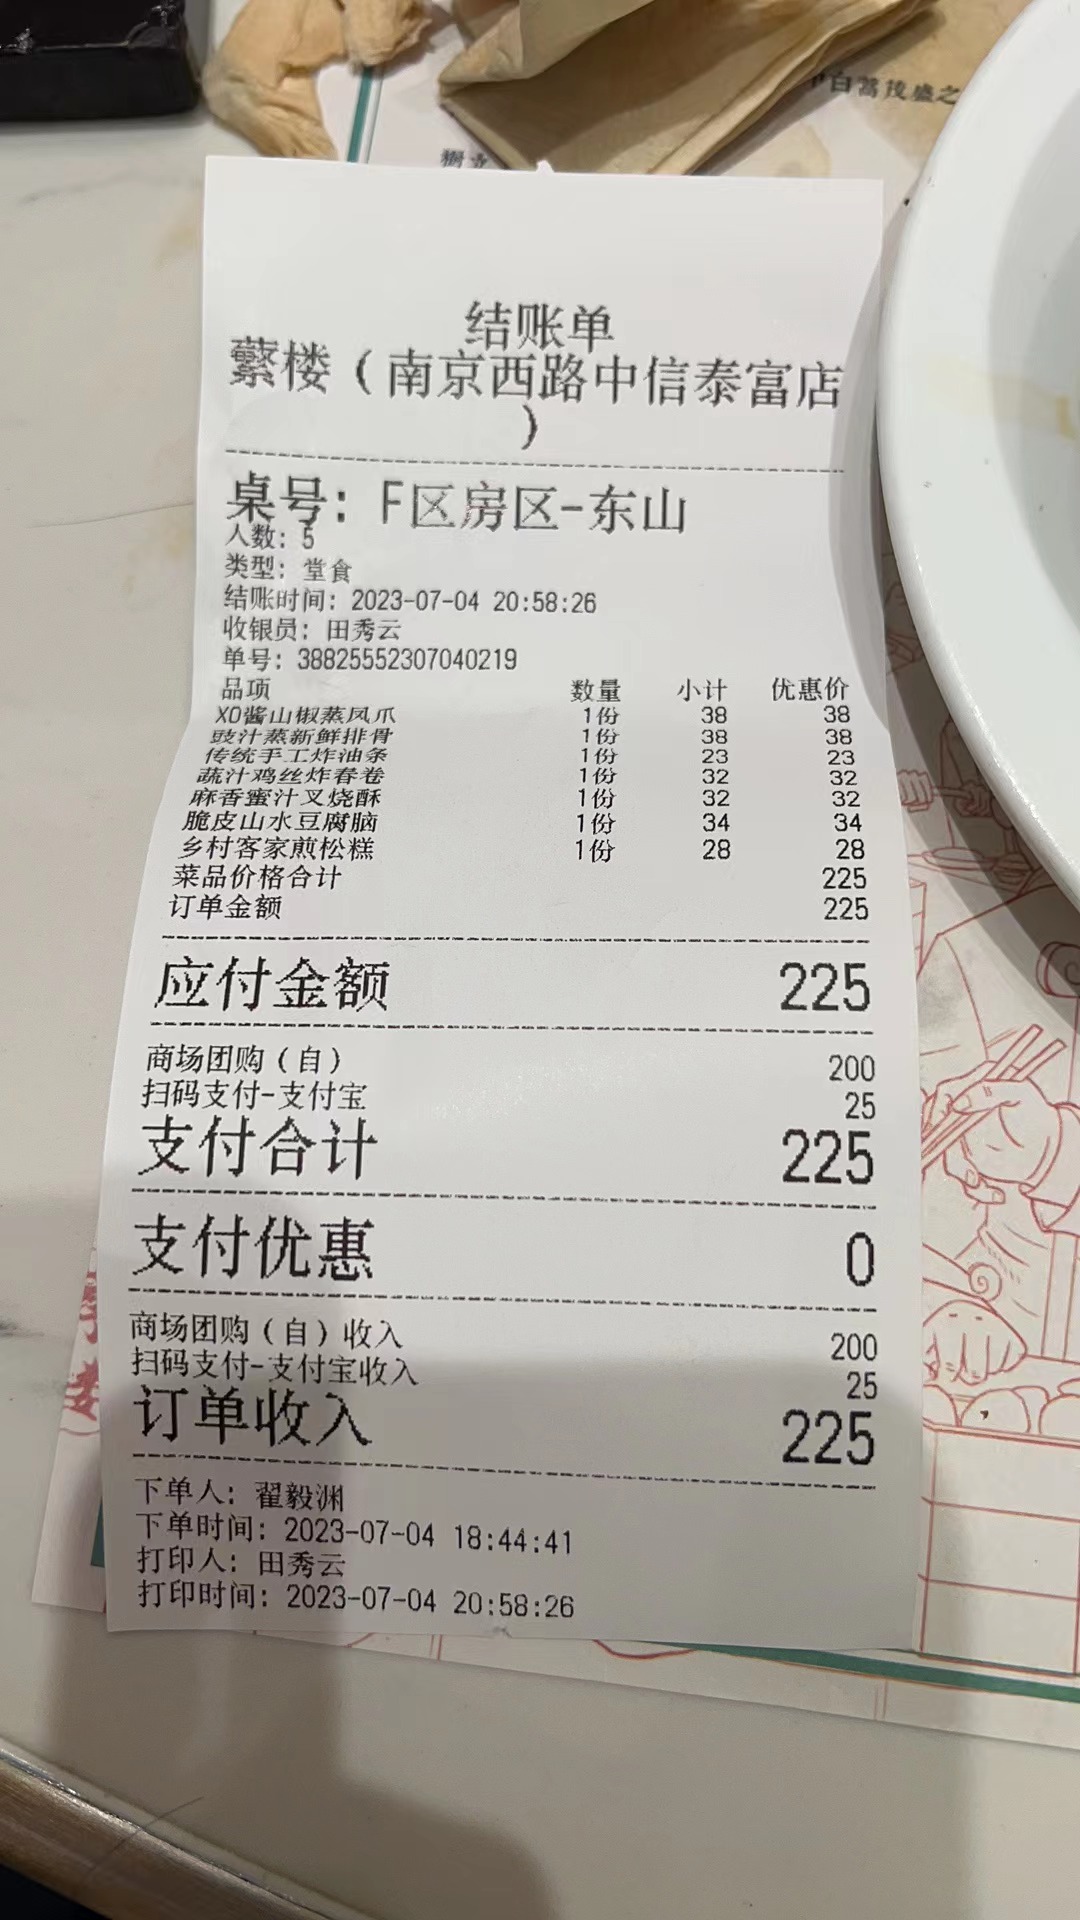 中白蒿茂盛之
结账单
蘩楼（南京西路中信泰富店
）
桌号：F区房区-东山
人数：5
类型：堂食
结账时间：2023-07-04 20:58:26
收银员：田秀云
单号：388255552307040219
品项 数量 小计 优惠价
XO酱山椒蒸凤爪 1份 38 38
豉汁蒸新鲜排骨 1份 38 38
传统手工炸油条 1份 23 23
蔬汁鸡丝炸春卷 1份 32 32
麻香蜜汁叉烧酥 1份 32 32
脆皮山水豆腐脑 1份 34 34
乡村客家煎松糕 1份 28 28
菜品价格合计 225
订单金额 225
应付金额 225
商场团购（自） 200
扫码支付-支付宝 25
支付合计 225
支付优惠 0
商场团购（自）收入 200
扫码支付-支付宝收入 25
订单收入 225
下单人：翟毅渊
下单时间：2023-07-04 18:44:41
打印人：田秀云
打印时间：2023-07-04 20:58:26